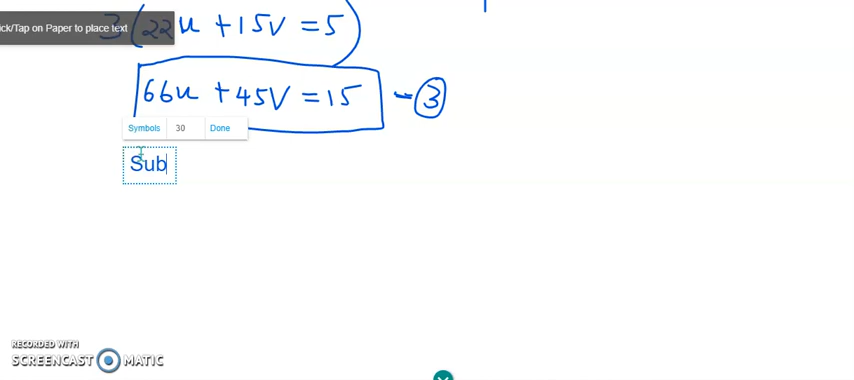 3(22u + 15v = 5)
ick/Tap on Paper to place text
66u + 45v = 15 - 3
Symbols 30 Done
Sub
RECORDED WITH
SCREENCAST MATIC